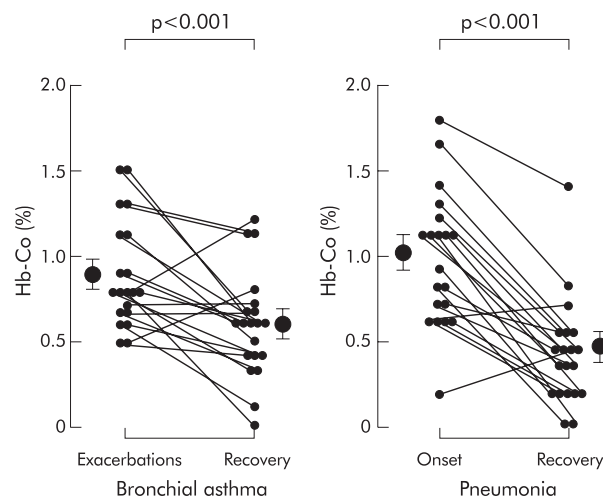 p<0.001
2.0
1.5
1.0
0.5
0
Hb-Co (%)
Exacerbations Recovery
Bronchial asthma
p<0.001
2.0
1.5
1.0
0.5
0
Hb-Co (%)
Onset Recovery
Pneumonia